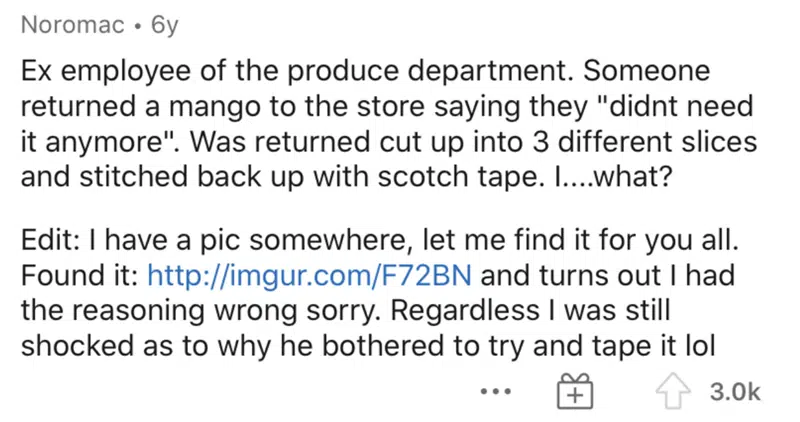 Noromac • 6y
Ex employee of the produce department. Someone
returned a mango to the store saying they "didnt need
it anymore". Was returned cut up into 3 different slices
and stitched back up with scotch tape. I....what?
Edit: I have a pic somewhere, let me find it for you all.
Found it: http://imgur.com/F72BN and turns out I had
the reasoning wrong sorry. Regardless I was still
shocked as to why he bothered to try and tape it lol
3.0k